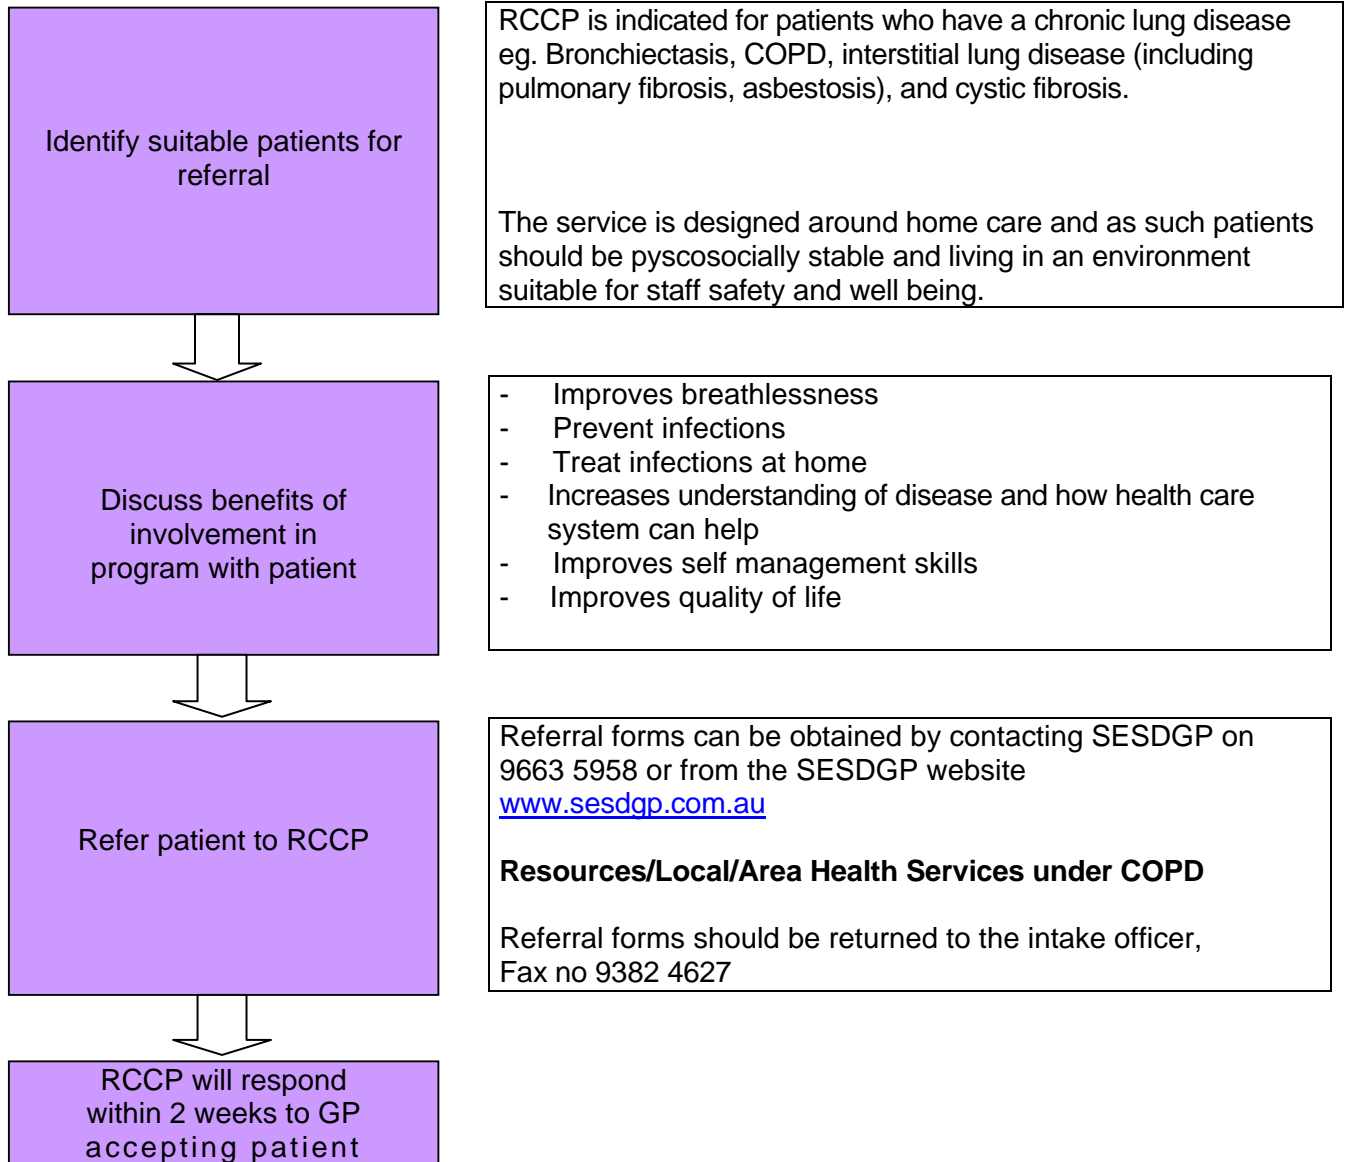 Identify suitable patients for
referral
RCCP is indicated for patients who have a chronic lung disease
eg. Bronchiectasis, COPD, interstitial lung disease (including
pulmonary fibrosis, asbestosis), and cystic fibrosis.
The service is designed around home care and as such patients
should be pyscosocially stable and living in an environment
suitable for staff safety and well being.
Discuss benefits of
involvement in
program with patient
- Improves breathlessness
- Prevent infections
- Treat infections at home
- Increases understanding of disease and how health care
system can help
- Improves self management skills
- Improves quality of life
Refer patient to RCCP
Referral forms can be obtained by contacting SESDGP on
9663 5958 or from the SESDGP website
www.sesdgp.com.au
Resources/Local/Area Health Services under COPD
Referral forms should be returned to the intake officer,
Fax no 9382 4627
RCCP will respond
within 2 weeks to GP
accepting patient